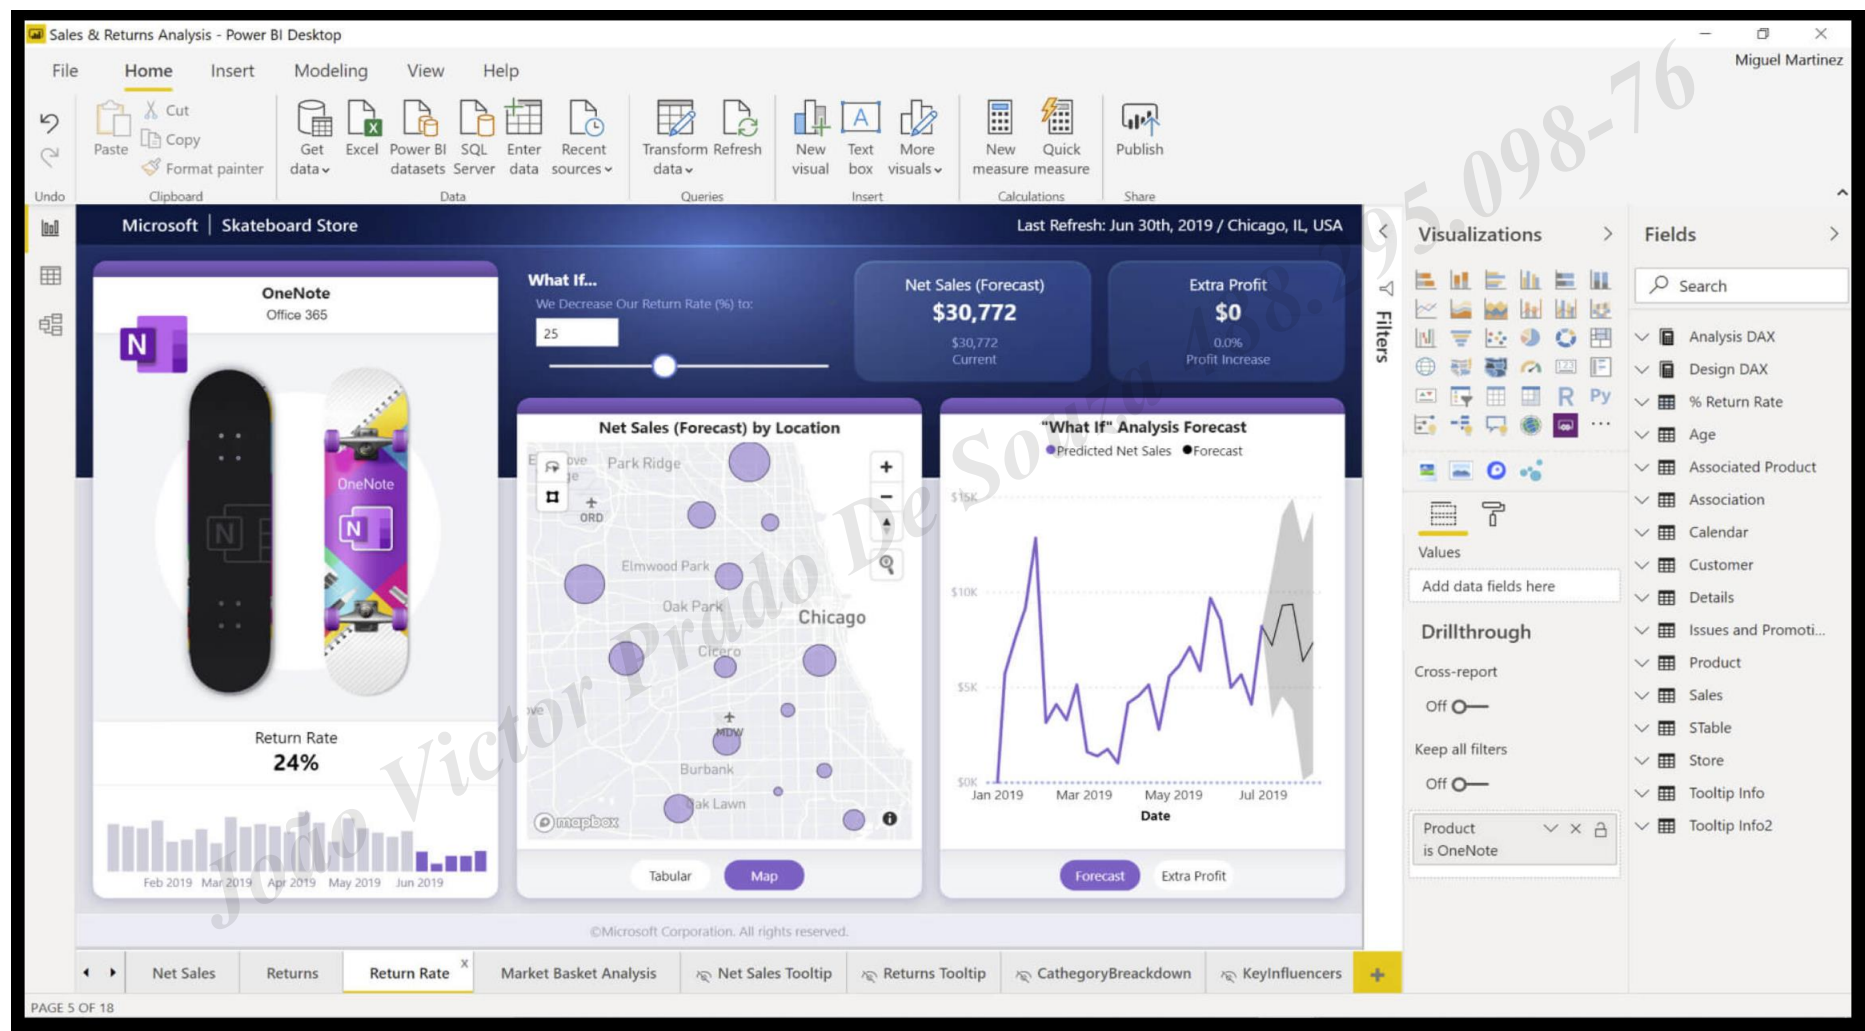 Sales & Returns Analysis - Power BI Desktop
Miguel Martinez
File Home Insert Modeling View Help
Paste
Cut
Copy
Format painter
Get data
Excel
Power BI datasets
SQL Server
Enter data
Recent sources
Transform data
Refresh
New visual
Text box
More visuals
New measure
Quick measure
Publish
Undo Clipboard Data Queries Insert Calculations Share
Microsoft | Skateboard Store
Last Refresh: Jun 30th, 2019 / Chicago, IL, USA
OneNote
Office 365
N
OneNote
N
N
Return Rate
24%
Feb 2019 Mar 2019 Apr 2019 May 2019 Jun 2019
What If...
We Decrease Our Return Rate (%) to:
25
Net Sales (Forecast)
$30,772
$30,772
Current
Extra Profit
$0
0.0%
Profit Increase
Net Sales (Forecast) by Location
Park Ridge
ORD
Elmwood Park
Oak Park
Chicago
Cicero
MDW
Burbank
Oak Lawn
mapbox
Tabular Map
"What If" Analysis Forecast
Predicted Net Sales Forecast
$15K
$10K
$5K
$0K
Jan 2019 Mar 2019 May 2019 Jul 2019
Date
Forecast Extra Profit
©Microsoft Corporation. All rights reserved.
Filters
Visualizations
R Py
Values
Add data fields here
Drillthrough
Cross-report
Off
Keep all filters
Off
Product
is OneNote
Fields
Search
Analysis DAX
Design DAX
% Return Rate
Age
Associated Product
Association
Calendar
Customer
Details
Issues and Promoti...
Product
Sales
STable
Store
Tooltip Info
Tooltip Info2
Net Sales Returns Return Rate x Market Basket Analysis Net Sales Tooltip Returns Tooltip CathegoryBreackdown KeyInfluencers +
PAGE 5 OF 18
João Victor Prado De Souza 488.295.098-76